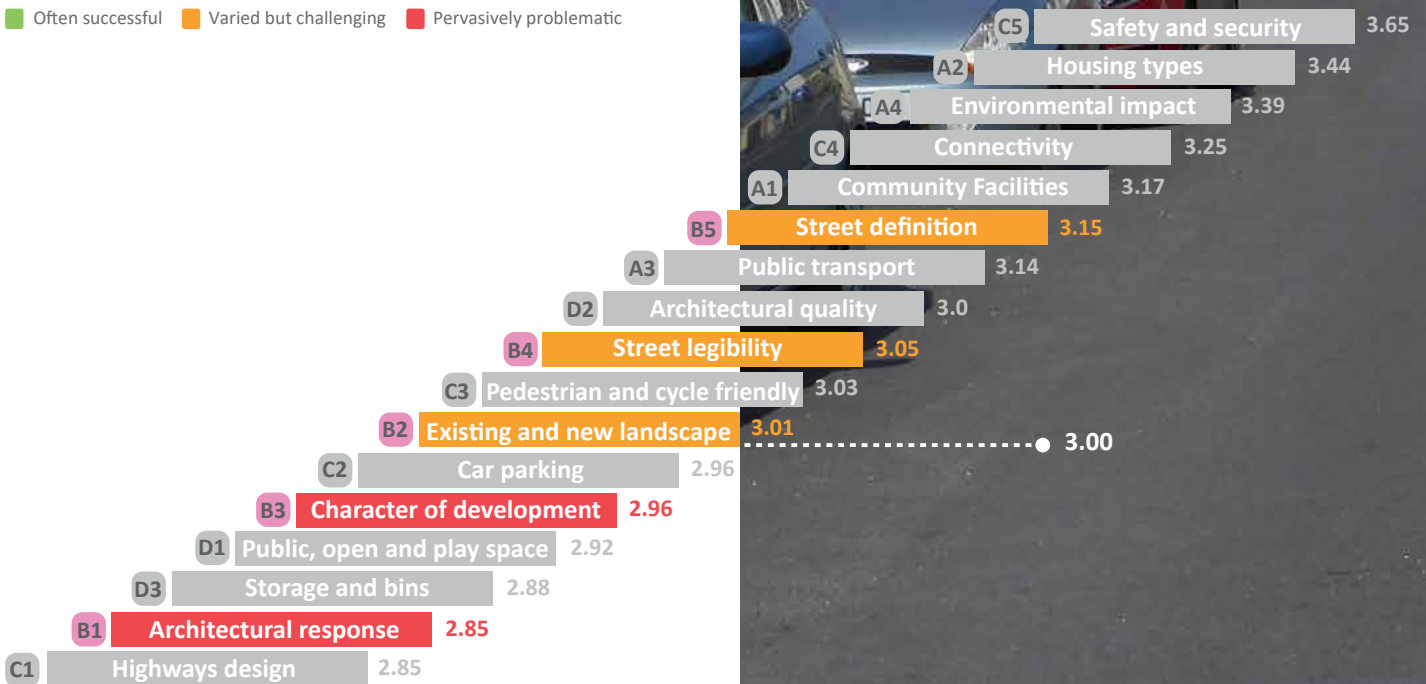 Often successful Varied but challenging Pervasively problematic
C5 Safety and security 3.65
A2 Housing types 3.44
A4 Environmental impact 3.39
C4 Connectivity 3.25
A1 Community Facilities 3.17
B5 Street definition 3.15
A3 Public transport 3.14
D2 Architectural quality 3.0
B4 Street legibility 3.05
C3 Pedestrian and cycle friendly 3.03
B2 Existing and new landscape 3.01
3.00
C2 Car parking 2.96
B3 Character of development 2.96
D1 Public, open and play space 2.92
D3 Storage and bins 2.88
B1 Architectural response 2.85
C1 Highways design 2.85